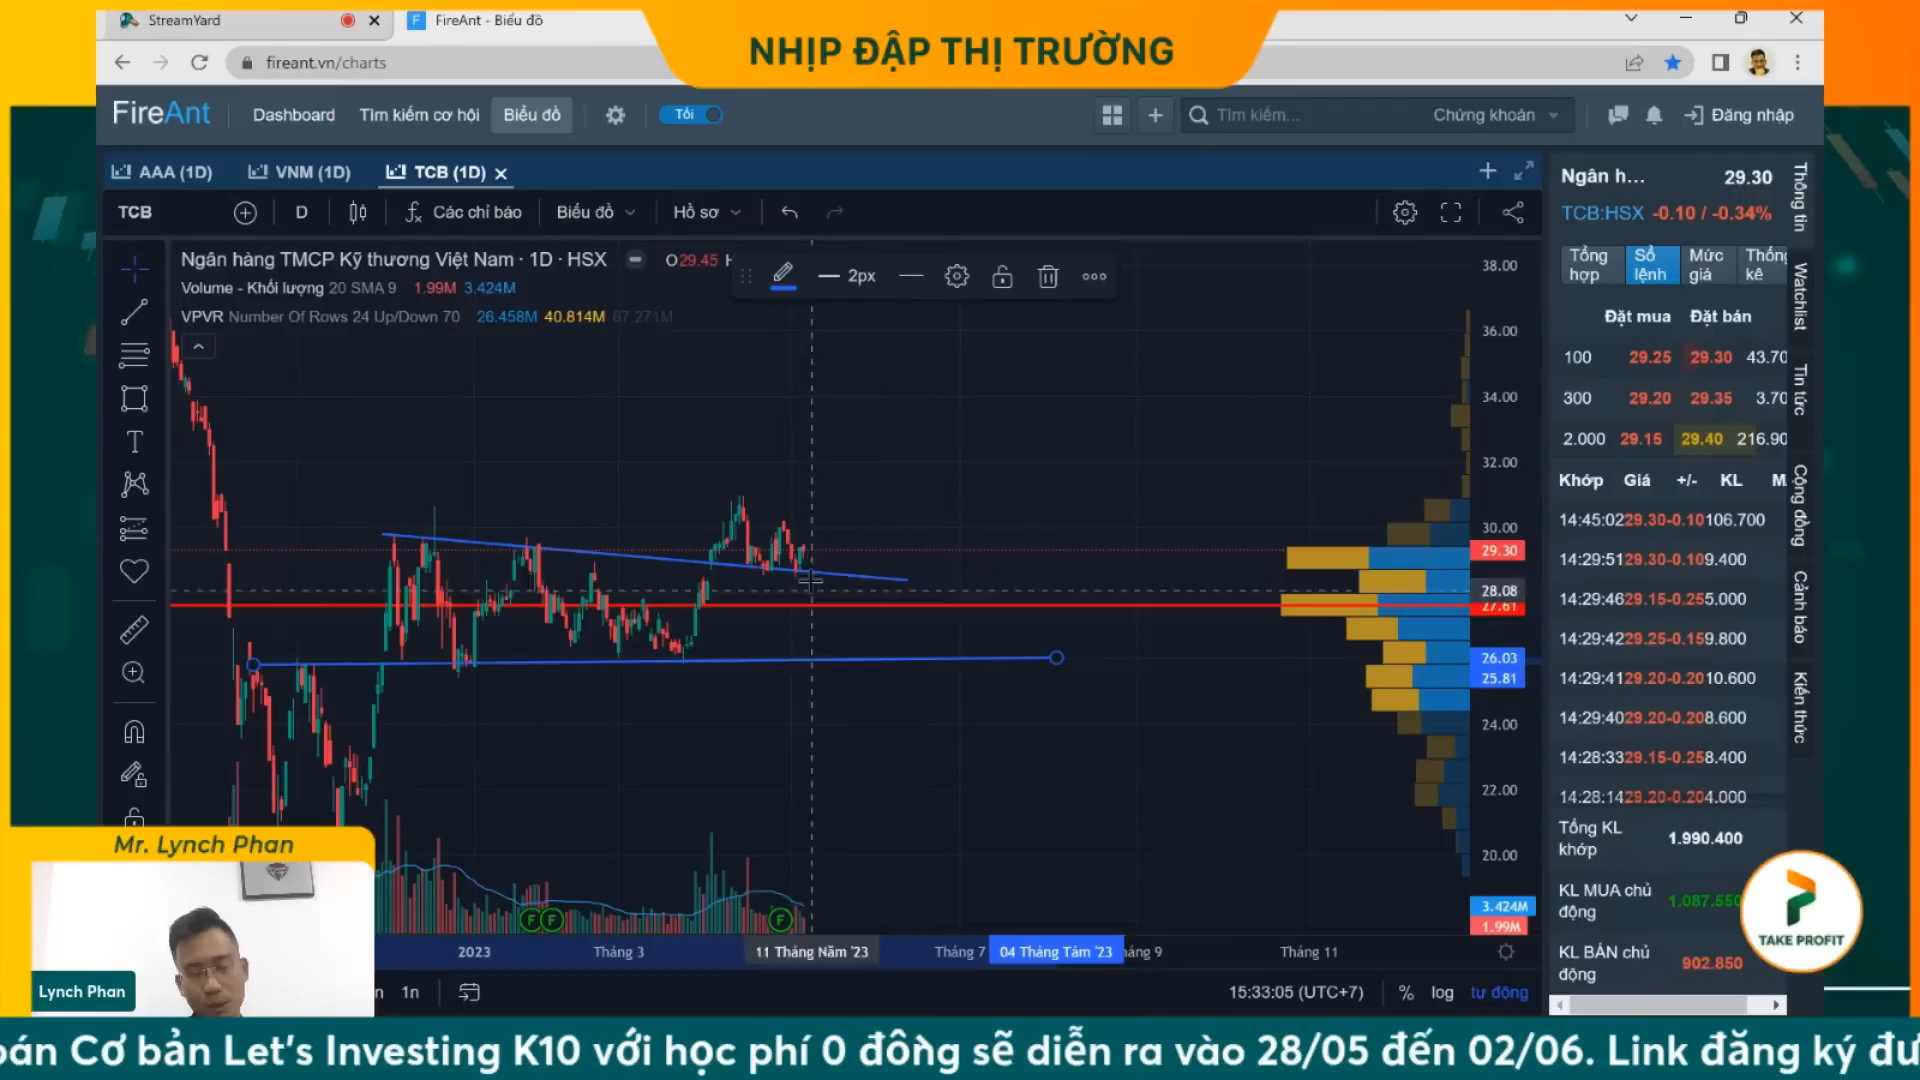 StreamYard
FireAnt - Biểu đồ
NHỊP ĐẬP THỊ TRƯỜNG
fireant.vn/charts
FireAnt Dashboard Tìm kiếm cơ hội Biểu đồ Tối Tìm kiếm... Chứng khoán Đăng nhập
AAA (1D) VNM (1D) TCB (1D)
TCB D Các chỉ báo Biểu đồ Hồ sơ
Ngân hàng TMCP Kỹ thương Việt Nam · 1D · HSX O29.45
2px
Volume - Khối lượng 20 SMA 9 1.99M 3.424M
VPVR Number Of Rows 24 Up/Down 70 26.458M 40.814M 67.271M
38.00
36.00
34.00
32.00
30.00
29.30
28.08
27.61
26.03
25.81
24.00
22.00
20.00
3.424M
1.99M
F F F
2023 Tháng 3 11 Tháng Năm '23 Tháng 7 04 Tháng Tám '23 Tháng 11
1n 15:33:05 (UTC+7) % log tự động
Ngân h... 29.30
TCB:HSX -0.10 / -0.34%
Tổng hợp Sổ lệnh Mức giá Thống kê
Đặt mua Đặt bán
100 29.25 29.30 43.70
300 29.20 29.35 3.70
2.000 29.15 29.40 216.90
Khớp Giá +/- KL M
14:45:02 29.30 -0.10 106.700
14:29:51 29.30 -0.10 9.400
14:29:46 29.15 -0.25 5.000
14:29:42 29.25 -0.15 9.800
14:29:41 29.20 -0.20 10.600
14:29:40 29.20 -0.20 8.600
14:28:33 29.15 -0.25 8.400
14:28:14 29.20 -0.20 4.000
Tổng KL khớp 1.990.400
KL MUA chủ động 1.087.550
KL BÁN chủ động 902.850
Thông tin
Watchlist
Tin tức
Cộng đồng
Cảnh báo
Kiến thức
Mr. Lynch Phan
Lynch Phan
TAKE PROFIT
Cơ bản Let's Investing K10 với học phí 0 đồng sẽ diễn ra vào 28/05 đến 02/06. Link đăng ký